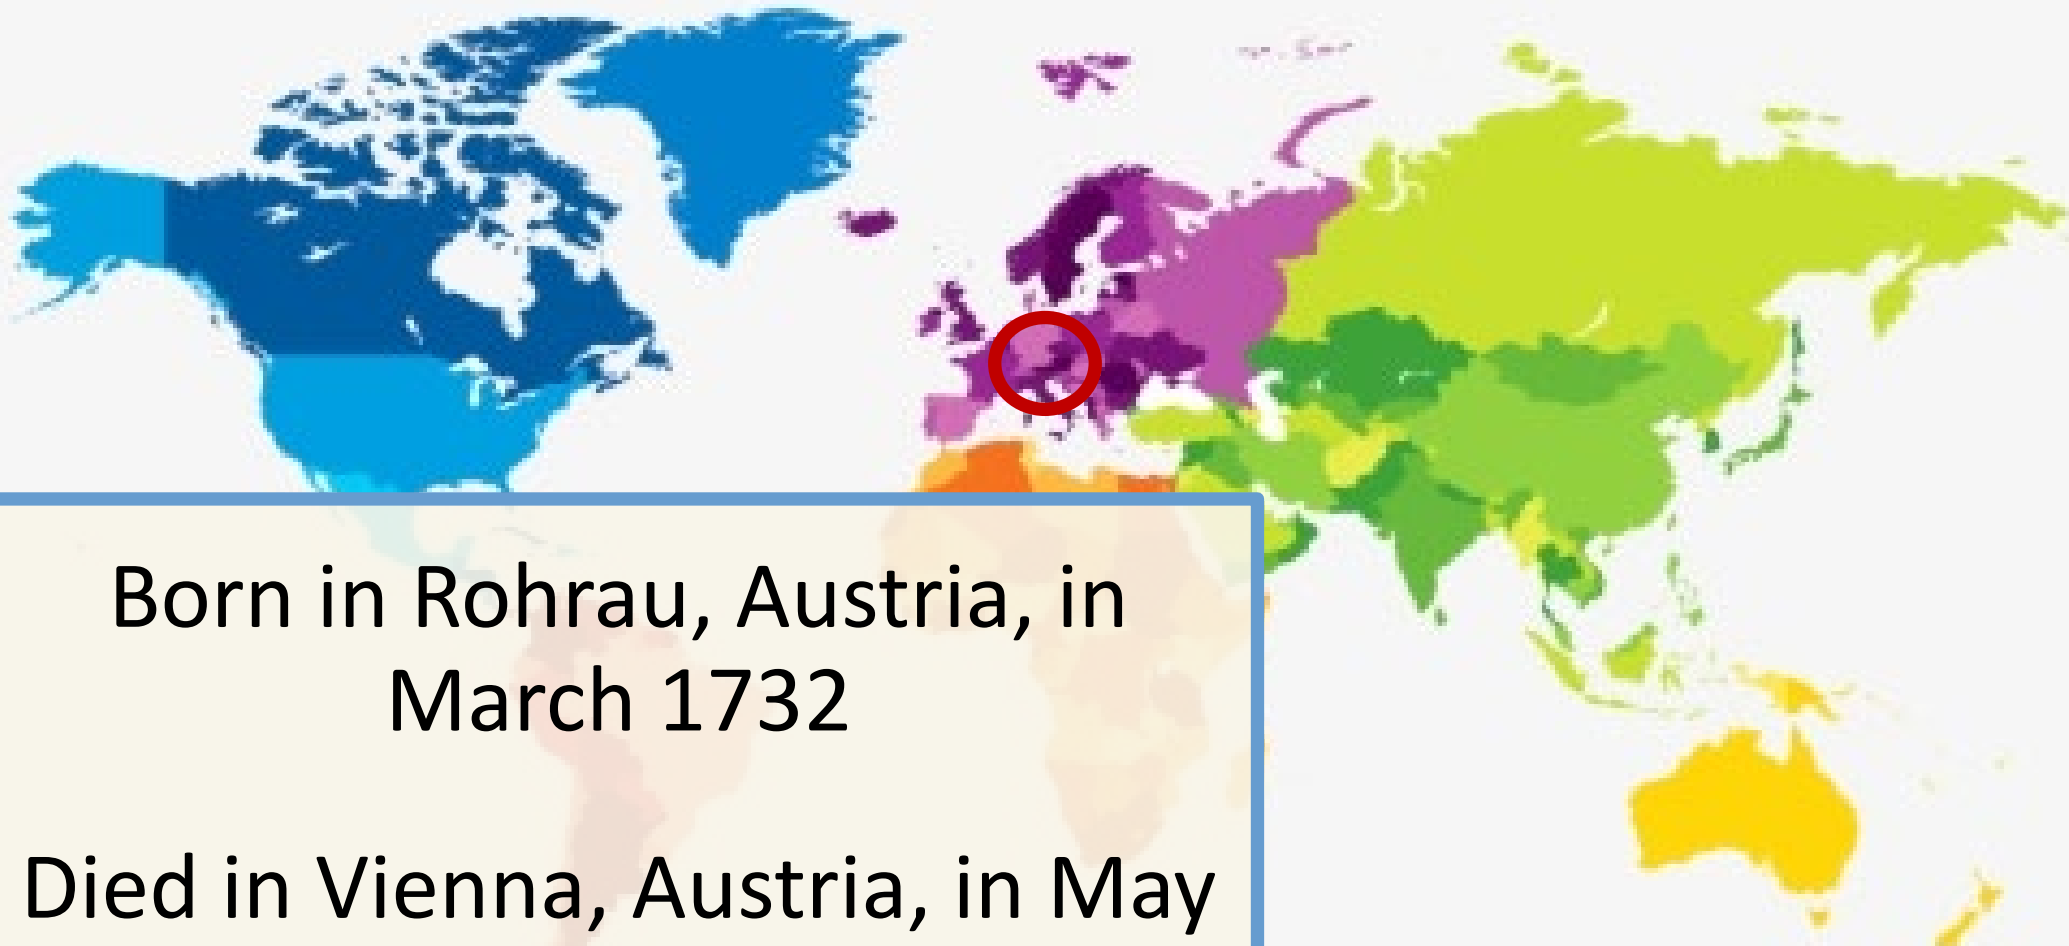 Born in Rohrau, Austria, in
March 1732
Died in Vienna, Austria, in May